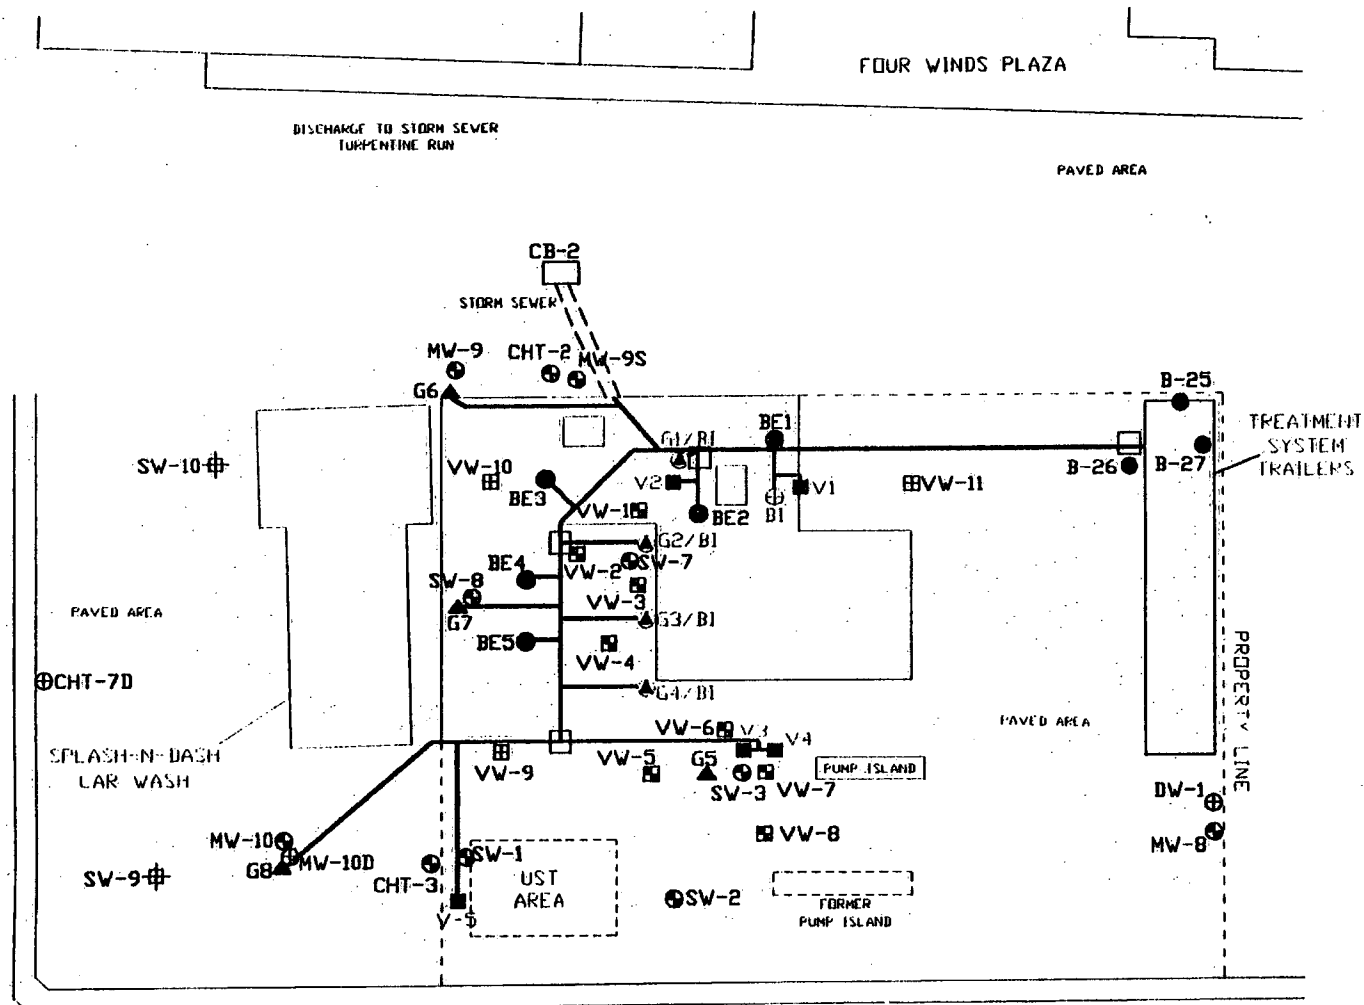 FOUR WINDS PLAZA
DISCHARGE TO STORM SEWER
TURPENTINE RUN
PAVED AREA
CB-2
STORM SEWER
MW-9
CHT-2
MW-9S
G6
B-25
TREATMENT
SYSTEM
TRAILERS
BE1
G1/B1
SW-10
VW-10
BE3
V2
V1
VW-11
B-26
B-27
VW-1
BE2
B1
G2/B1
BE4
VW-2
SW-7
SW-8
VW-3
PAVED AREA
G7
G3/B1
BE5
VW-4
PROPERTY LINE
CHT-7D
G4/B1
PAVED AREA
VW-6
V3
V4
SPLASH-N-DASH
LAR WASH
VW-9
VW-5
G5
PUMP ISLAND
SW-3
VW-7
DW-1
MW-10
VW-8
MW-8
MW-10D
SW-1
G8
SW-9
CHT-3
UST
AREA
SW-2
V-5
FORMER
PUMP ISLAND